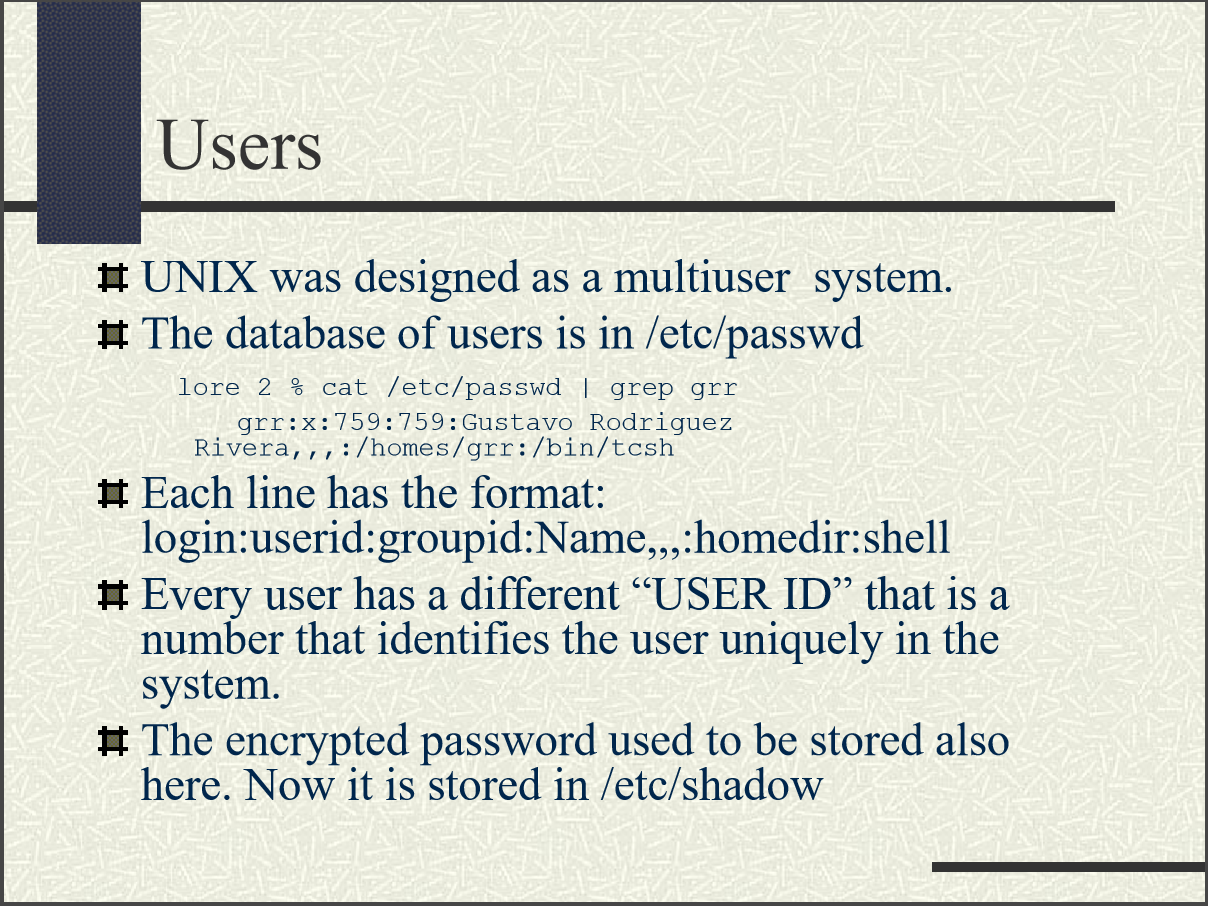 Users
UNIX was designed as a multiuser  system.
The database of users is in /etc/passwd
lore 2 % cat /etc/passwd | grep grr
grr:x:759:759:Gustavo Rodriguez
Rivera,,,:/homes/grr:/bin/tcsh
Each line has the format:
login:userid:groupid:Name,,,:homedir:shell
Every user has a different “USER ID” that is a
number that identifies the user uniquely in the
system.
The encrypted password used to be stored also
here. Now it is stored in /etc/shadow